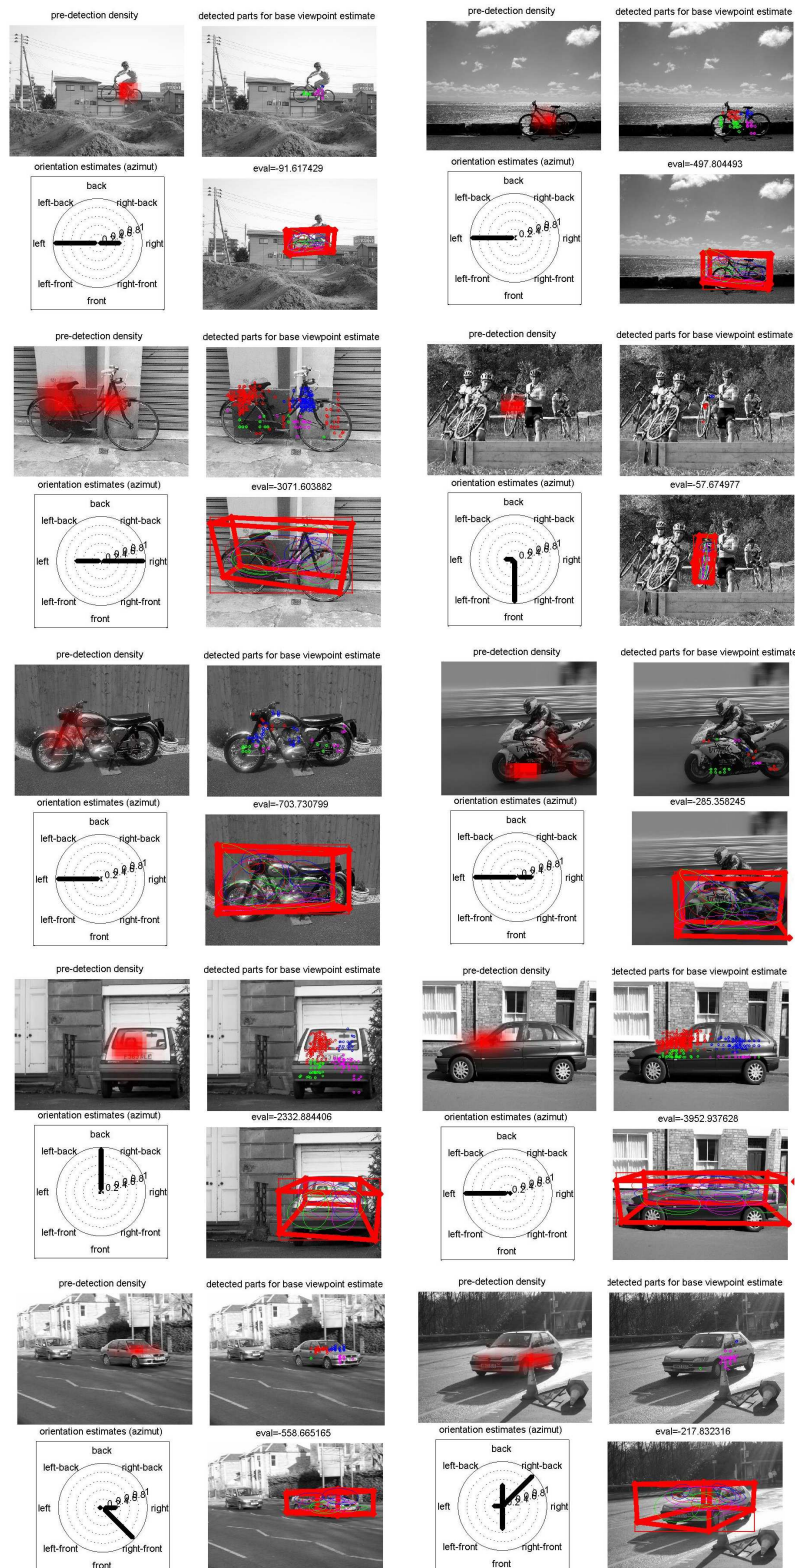 pre-detection density
detected parts for base viewpoint estimate
pre-detection density
detected parts for base viewpoint estimate
orientation estimates (azimut)
eval=-91.617429
orientation estimates (azimut)
eval=-497.804493
back
left-back
right-back
left
right
left-front
right-front
front
back
left-back
right-back
left
right
left-front
right-front
front
pre-detection density
detected parts for base viewpoint estimate
pre-detection density
detected parts for base viewpoint estimate
orientation estimates (azimut)
eval=-3071.603882
orientation estimates (azimut)
eval=-57.674977
back
left-back
right-back
left
right
left-front
right-front
front
back
left-back
right-back
left
right
left-front
right-front
front
pre-detection density
detected parts for base viewpoint estimate
pre-detection density
detected parts for base viewpoint estimate
orientation estimates (azimut)
eval=-703.730799
orientation estimates (azimut)
eval=-285.358245
back
left-back
right-back
left
right
left-front
right-front
front
back
left-back
right-back
left
right
left-front
right-front
front
pre-detection density
detected parts for base viewpoint estimate
pre-detection density
detected parts for base viewpoint estimate
orientation estimates (azimut)
eval=-2332.884406
orientation estimates (azimut)
eval=-3952.937628
back
left-back
right-back
left
right
left-front
right-front
front
back
left-back
right-back
left
right
left-front
right-front
front
pre-detection density
detected parts for base viewpoint estimate
pre-detection density
detected parts for base viewpoint estimate
orientation estimates (azimut)
eval=-558.665165
orientation estimates (azimut)
eval=-217.832316
back
left-back
right-back
left
right
left-front
right-front
front
back
left-back
right-back
left
right
left-front
right-front
front